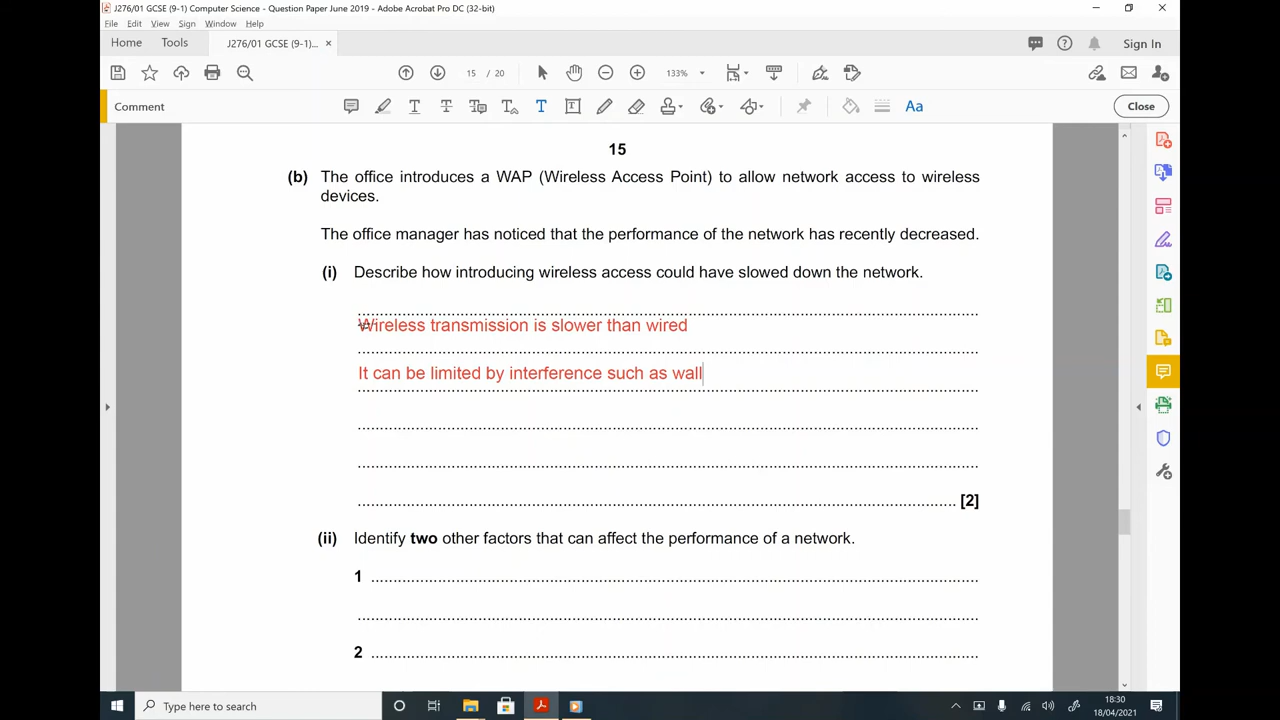 J276/01 GCSE (9-1) Computer Science - Question Paper June 2019 - Adobe Acrobat Pro DC (32-bit)
File Edit View Sign Window Help
Home Tools J276/01 GCSE (9-1)... × Sign In
15 / 20 133%
Comment Close
15
(b) The office introduces a WAP (Wireless Access Point) to allow network access to wireless
devices.
The office manager has noticed that the performance of the network has recently decreased.
(i) Describe how introducing wireless access could have slowed down the network.
Wireless transmission is slower than wired
It can be limited by interference such as wall
[2]
(ii) Identify two other factors that can affect the performance of a network.
1
2
Type here to search
18:30
18/04/2021